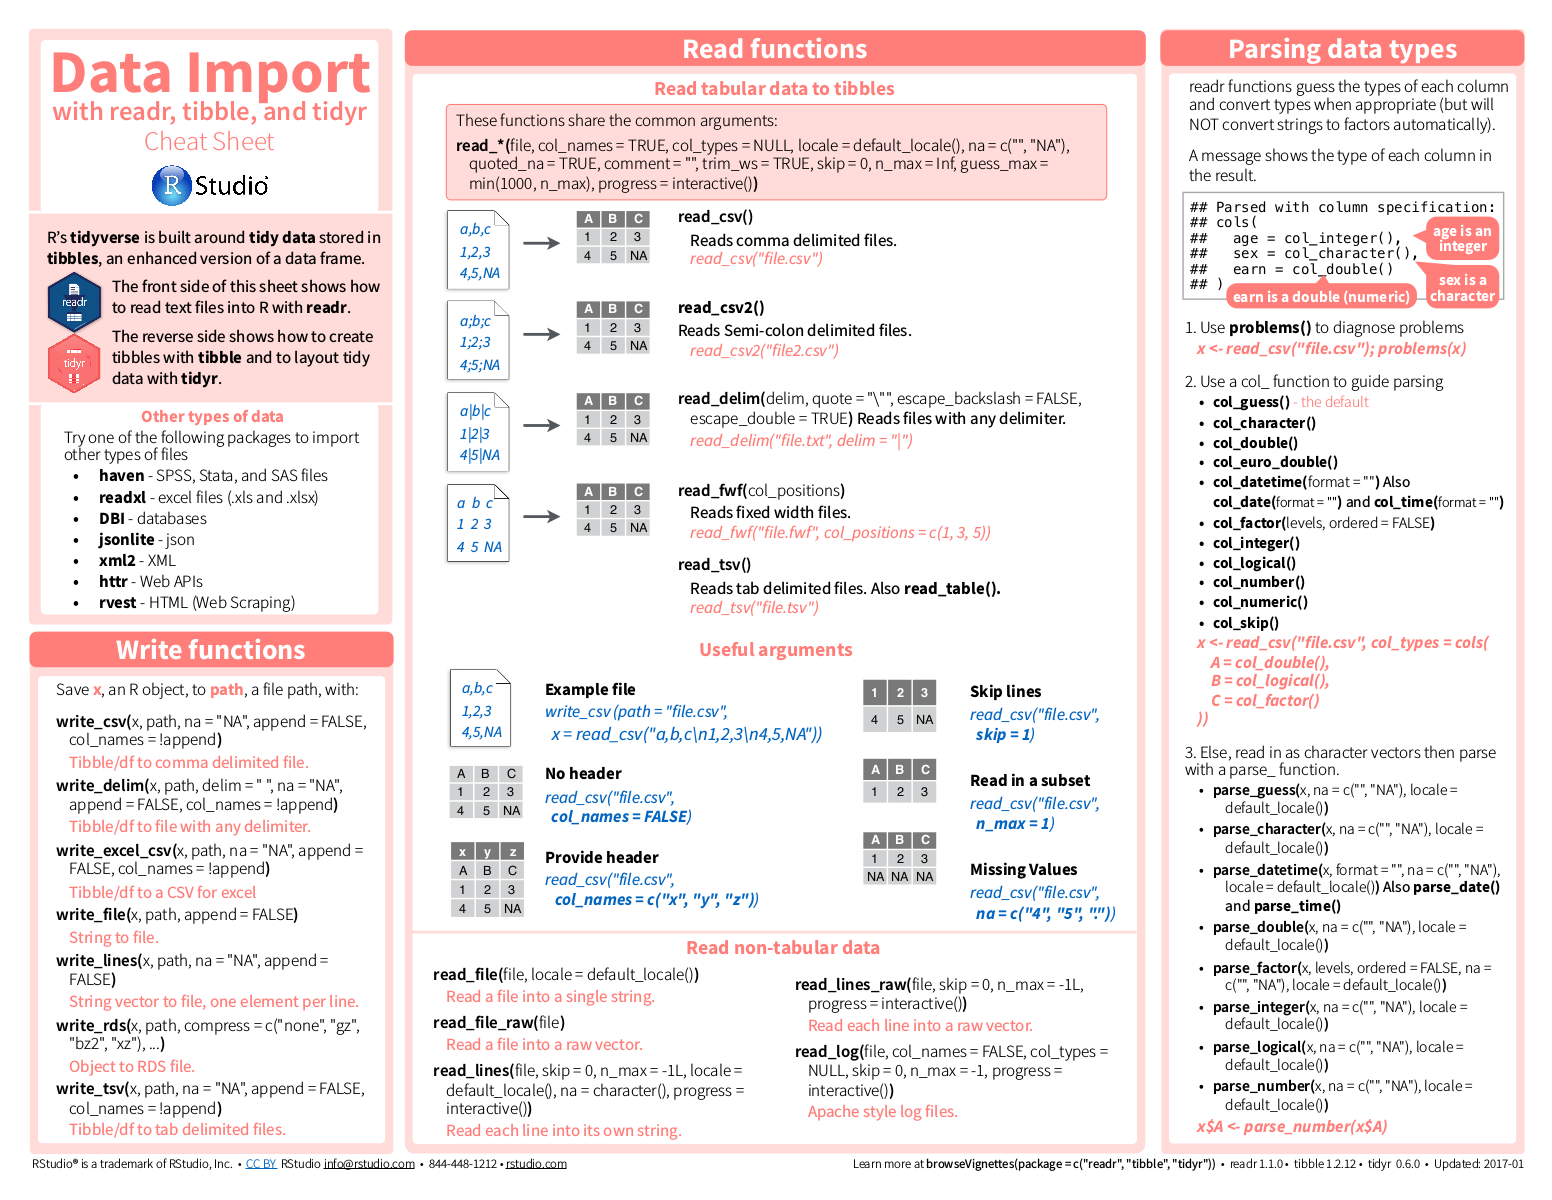 Data Import
with readr, tibble, and tidyr
Cheat Sheet
R Studio®
R’s tidyverse is built around tidy data stored in
tibbles, an enhanced version of a data frame.
readr
The front side of this sheet shows how
to read text files into R with readr.
tidyr
The reverse side shows how to create
tibbles with tibble and to layout tidy
data with tidyr.
Other types of data
Try one of the following packages to import
other types of files
• haven - SPSS, Stata, and SAS files
• readxl - excel files (.xls and .xlsx)
• DBI - databases
• jsonlite - json
• xml2 - XML
• httr - Web APIs
• rvest - HTML (Web Scraping)
Write functions
Save x, an R object, to path, a file path, with:
write_csv(x, path, na = "NA", append = FALSE,
col_names = !append)
Tibble/df to comma delimited file.
write_delim(x, path, delim = " ", na = "NA",
append = FALSE, col_names = !append)
Tibble/df to file with any delimiter.
write_excel_csv(x, path, na = "NA", append =
FALSE, col_names = !append)
Tibble/df to a CSV for excel
write_file(x, path, append = FALSE)
String to file.
write_lines(x, path, na = "NA", append =
FALSE)
String vector to file, one element per line.
write_rds(x, path, compress = c("none", "gz",
"bz2", "xz"), ...)
Object to RDS file.
write_tsv(x, path, na = "NA", append = FALSE,
col_names = !append)
Tibble/df to tab delimited files.
Read functions
Read tabular data to tibbles
These functions share the common arguments:
read_*(file, col_names = TRUE, col_types = NULL, locale = default_locale(), na = c("", "NA"),
quoted_na = TRUE, comment = "", trim_ws = TRUE, skip = 0, n_max = Inf, guess_max =
min(1000, n_max), progress = interactive())
a,b,c
1,2,3
4,5,NA
A B C
1 2 3
4 5 NA
read_csv()
Reads comma delimited files.
read_csv("file.csv")
a;b;c
1;2;3
4;5;NA
A B C
1 2 3
4 5 NA
read_csv2()
Reads Semi-colon delimited files.
read_csv2("file2.csv")
a|b|c
1|2|3
4|5|NA
A B C
1 2 3
4 5 NA
read_delim(delim, quote = "\"", escape_backslash = FALSE,
escape_double = TRUE) Reads files with any delimiter.
read_delim("file.txt", delim = "|")
a b c
1 2 3
4 5 NA
A B C
1 2 3
4 5 NA
read_fwf(col_positions)
Reads fixed width files.
read_fwf("file.fwf", col_positions = c(1, 3, 5))
read_tsv()
Reads tab delimited files. Also read_table().
read_tsv("file.tsv")
Useful arguments
a,b,c
1,2,3
4,5,NA
Example file
write_csv (path = "file.csv",
x = read_csv("a,b,c\n1,2,3\n4,5,NA"))
A B C
1 2 3
4 5 NA
No header
read_csv("file.csv",
col_names = FALSE)
x y z
A B C
1 2 3
4 5 NA
Provide header
read_csv("file.csv",
col_names = c("x", "y", "z"))
1 2 3
4 5 NA
Skip lines
read_csv("file.csv",
skip = 1)
A B C
1 2 3
Read in a subset
read_csv("file.csv",
n_max = 1)
A B C
1 2 3
NA NA NA
Missing Values
read_csv("file.csv",
na = c("4", "5", "."))
Read non-tabular data
read_file(file, locale = default_locale())
Read a file into a single string.
read_file_raw(file)
Read a file into a raw vector.
read_lines(file, skip = 0, n_max = -1L, locale =
default_locale(), na = character(), progress =
interactive())
Read each line into its own string.
read_lines_raw(file, skip = 0, n_max = -1L,
progress = interactive())
Read each line into a raw vector.
read_log(file, col_names = FALSE, col_types =
NULL, skip = 0, n_max = -1, progress =
interactive())
Apache style log files.
Parsing data types
readr functions guess the types of each column
and convert types when appropriate (but will
NOT convert strings to factors automatically).
A message shows the type of each column in
the result.
## Parsed with column specification:
## cols(
## age = col_integer(),
## sex = col_character(),
## earn = col_double()
## )
age is an
integer
sex is a
character
earn is a double (numeric)
1. Use problems() to diagnose problems
x <- read_csv("file.csv"); problems(x)
2. Use a col_ function to guide parsing
• col_guess() - the default
• col_character()
• col_double()
• col_euro_double()
• col_datetime(format = "") Also
col_date(format = "") and col_time(format = "")
• col_factor(levels, ordered = FALSE)
• col_integer()
• col_logical()
• col_number()
• col_numeric()
• col_skip()
x <- read_csv("file.csv", col_types = cols(
A = col_double(),
B = col_logical(),
C = col_factor()
))
3. Else, read in as character vectors then parse
with a parse_ function.
• parse_guess(x, na = c("", "NA"), locale =
default_locale())
• parse_character(x, na = c("", "NA"), locale =
default_locale())
• parse_datetime(x, format = "", na = c("", "NA"),
locale = default_locale()) Also parse_date()
and parse_time()
• parse_double(x, na = c("", "NA"), locale =
default_locale())
• parse_factor(x, levels, ordered = FALSE, na =
c("", "NA"), locale = default_locale())
• parse_integer(x, na = c("", "NA"), locale =
default_locale())
• parse_logical(x, na = c("", "NA"), locale =
default_locale())
• parse_number(x, na = c("", "NA"), locale =
default_locale())
x$A <- parse_number(x$A)
RStudio® is a trademark of RStudio, Inc. • CC BY RStudio info@rstudio.com • 844-448-1212 • rstudio.com
Learn more at browseVignettes(package = c("readr", "tibble", "tidyr")) • readr 1.1.0 • tibble 1.2.12 • tidyr 0.6.0 • Updated: 2017-01